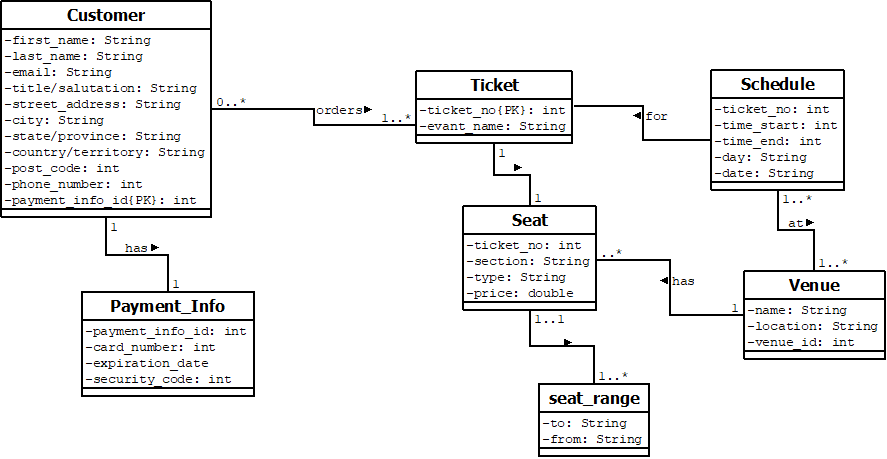 Customer
-first_name: String
-last_name: String
-email: String
-title/salutation: String
-street_address: String
-city: String
-state/province: String
-country/territory: String
-post_code: int
-phone_number: int
-payment_info_id{PK}: int
0..*
orders
1..*
Ticket
-ticket_no{PK}: int
-evant_name: String
for
Schedule
-ticket_no: int
-time_start: int
-time_end: int
-day: String
-date: String
1
has
1
Payment_Info
-payment_info_id: int
-card_number: int
-expiration_date
-security_code: int
1
1
Seat
-ticket_no: int
-section: String
-type: String
-price: double
..*
has
1
1..*
at
1..*
Venue
-name: String
-location: String
-venue_id: int
1..1
1..*
seat_range
-to: String
-from: String